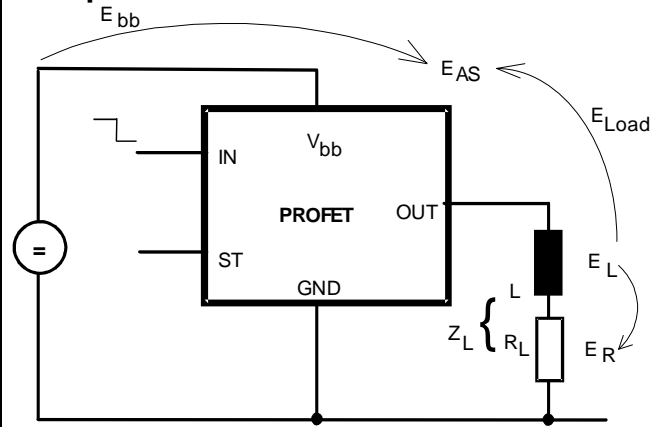 E bb
E AS
E Load
V bb
IN
PROFET
OUT
=
ST
GND
E L
L
Z L {
R L
E R